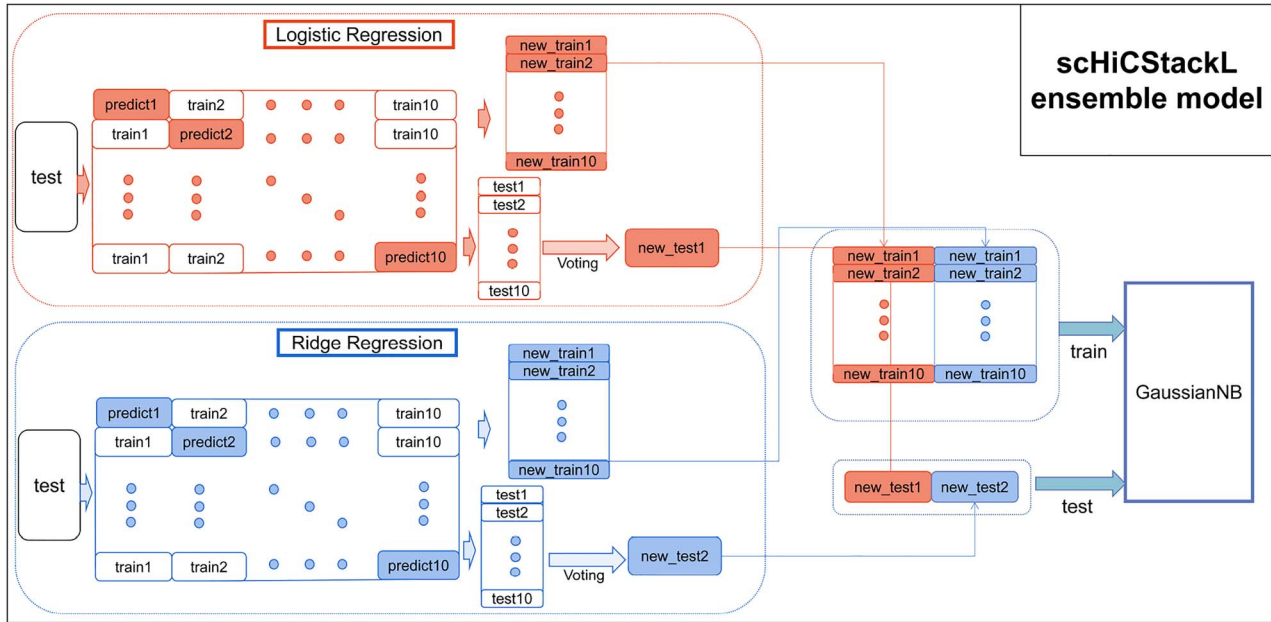 Logistic Regression
predict1 train2 train10
train1 predict2 train10
train1 train2 predict10
test
new_train1
new_train2
new_train10
test1
test2
test10
Voting
new_test1
scHiCStackL
ensemble model
Ridge Regression
predict1 train2 train10
train1 predict2 train10
train1 train2 predict10
test
new_train1
new_train2
new_train10
test1
test2
test10
Voting
new_test2
new_train1 new_train1
new_train2 new_train2
new_train10 new_train10
train
new_test1 new_test2
test
GaussianNB